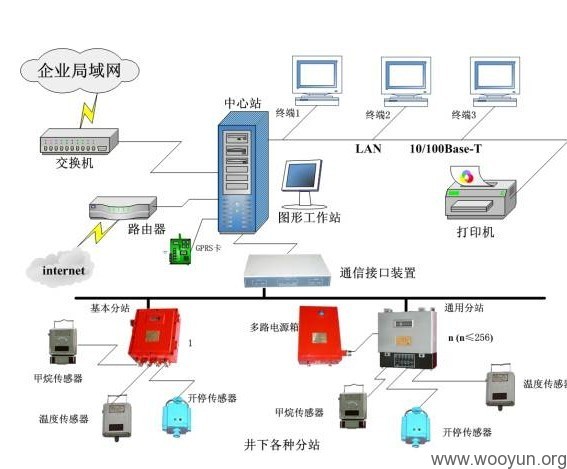 企业局域网
中心站
终端1
终端2
终端3
交换机
LAN 10/100Base-T
路由器
图形工作站
打印机
GPRS卡
internet
通信接口装置
基本分站
通用分站
多路电源箱
1
n (n≤256)
甲烷传感器
温度传感器
温度传感器
开停传感器
甲烷传感器
开停传感器
井下各种分站
www.wooyun.org